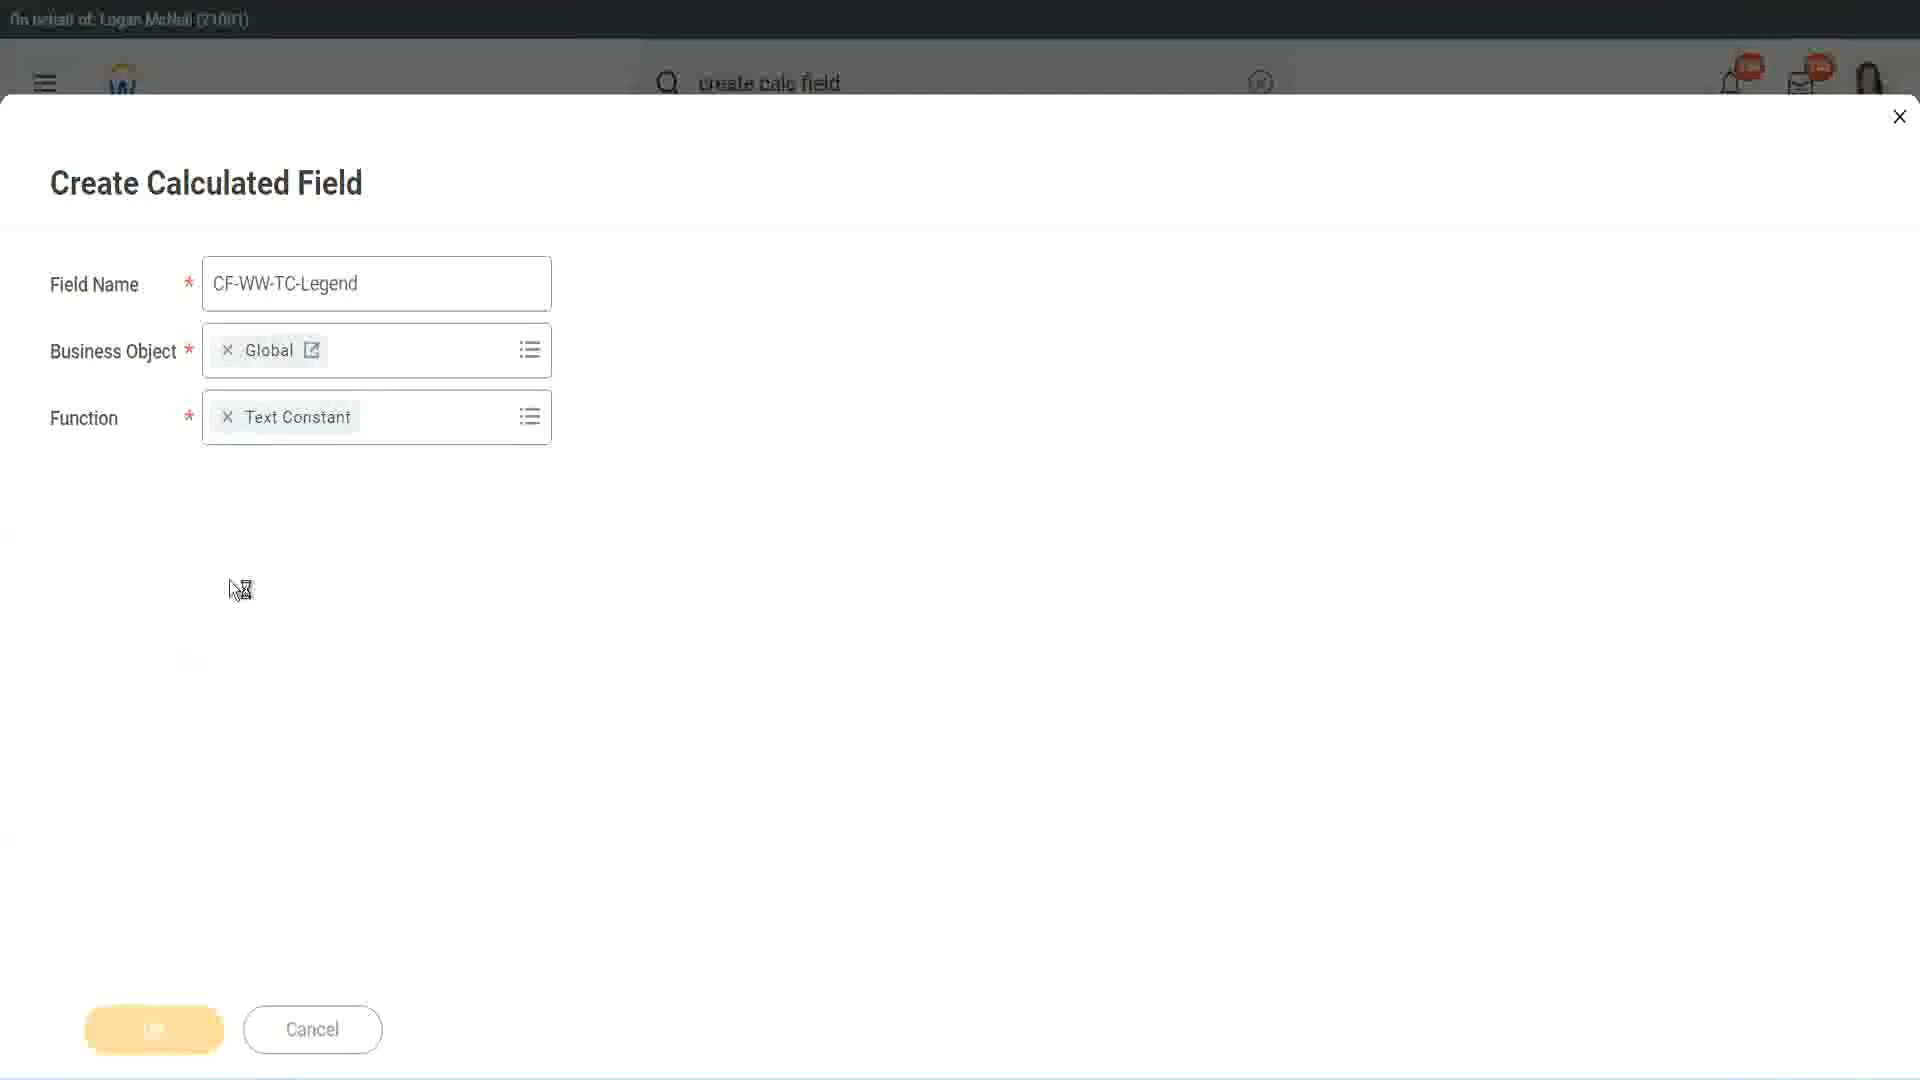 On behalf of: Logan McNeil (21001)
create calc field
Create Calculated Field
Field Name *
CF-WW-TC-Legend
Business Object *
Global
Function *
Text Constant
Cancel